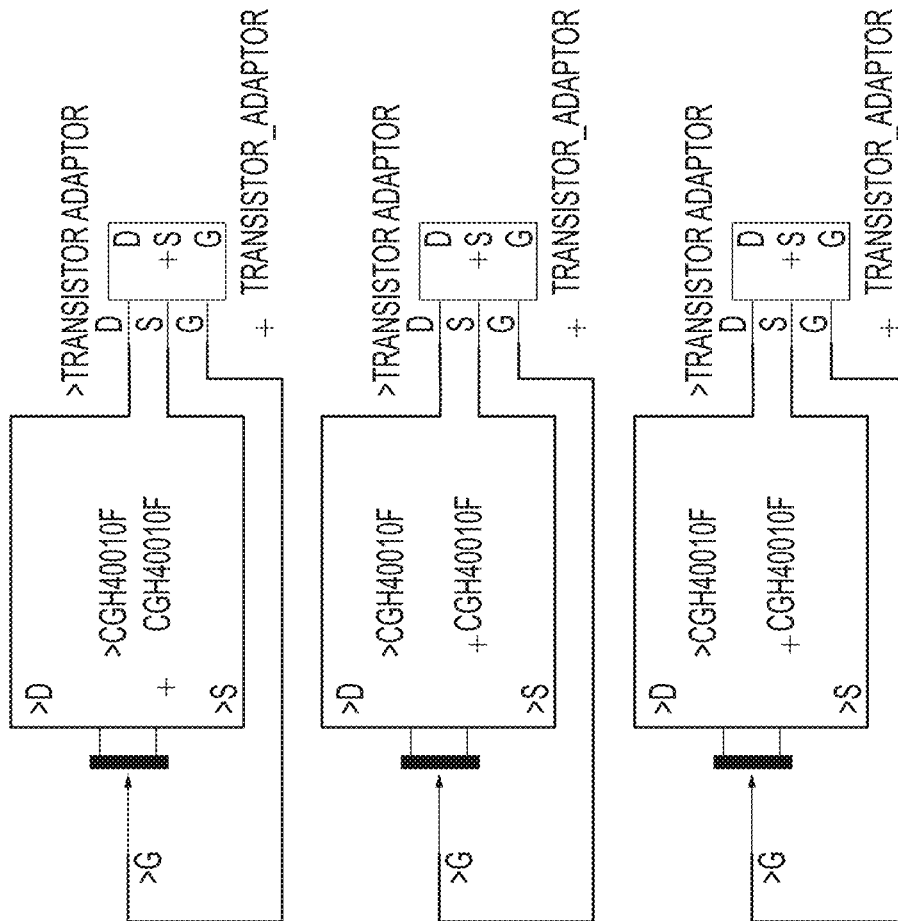 >TRANSISTOR ADAPTOR
D
S
G
D
S
G
TRANSISTOR_ADAPTOR
>D
>CGH40010F
CGH40010F
>S
>G
>TRANSISTOR ADAPTOR
D
S
G
D
S
G
TRANSISTOR_ADAPTOR
>D
>CGH40010F
CGH40010F
>S
>G
>TRANSISTOR ADAPTOR
D
S
G
D
S
G
TRANSISTOR_ADAPTOR
>D
>CGH40010F
CGH40010F
>S
>G